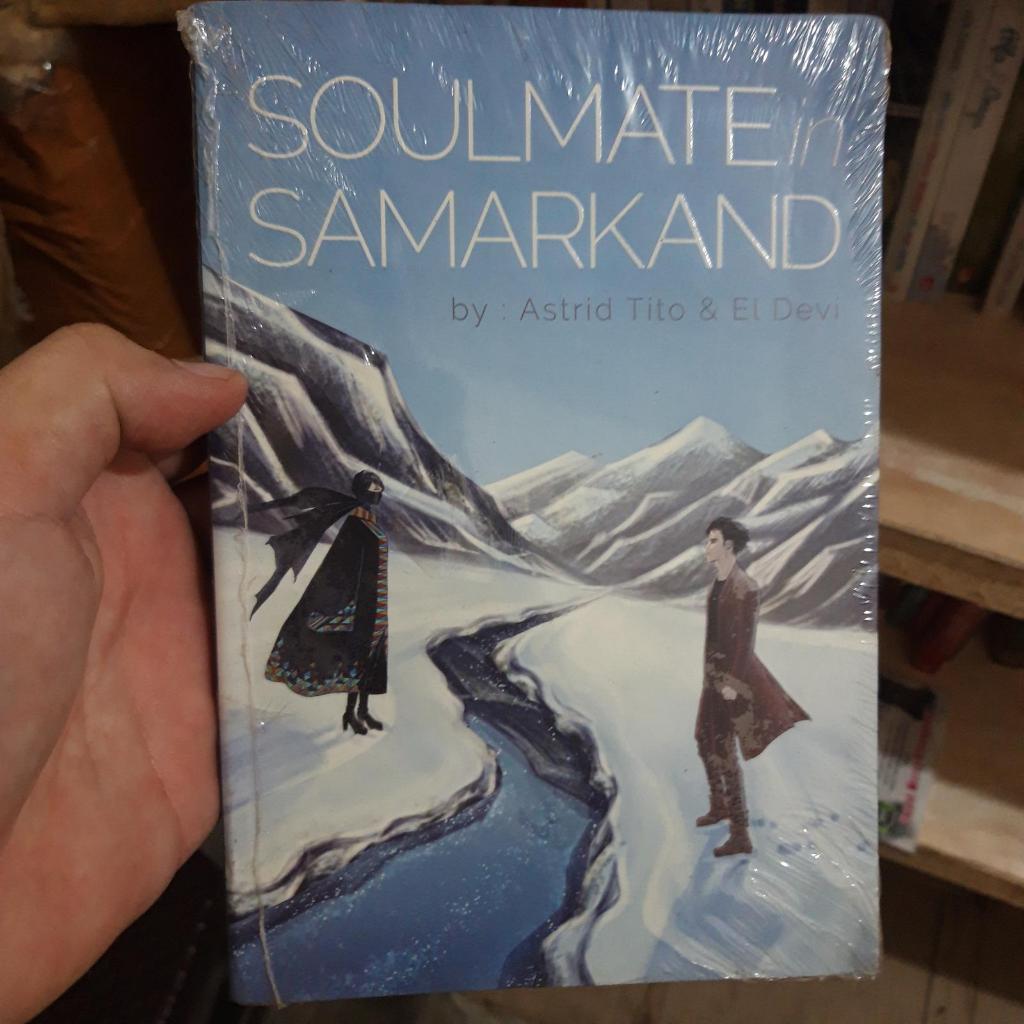 SOULMATE in
SAMARKAND
by : Astrid Tito & El Devi